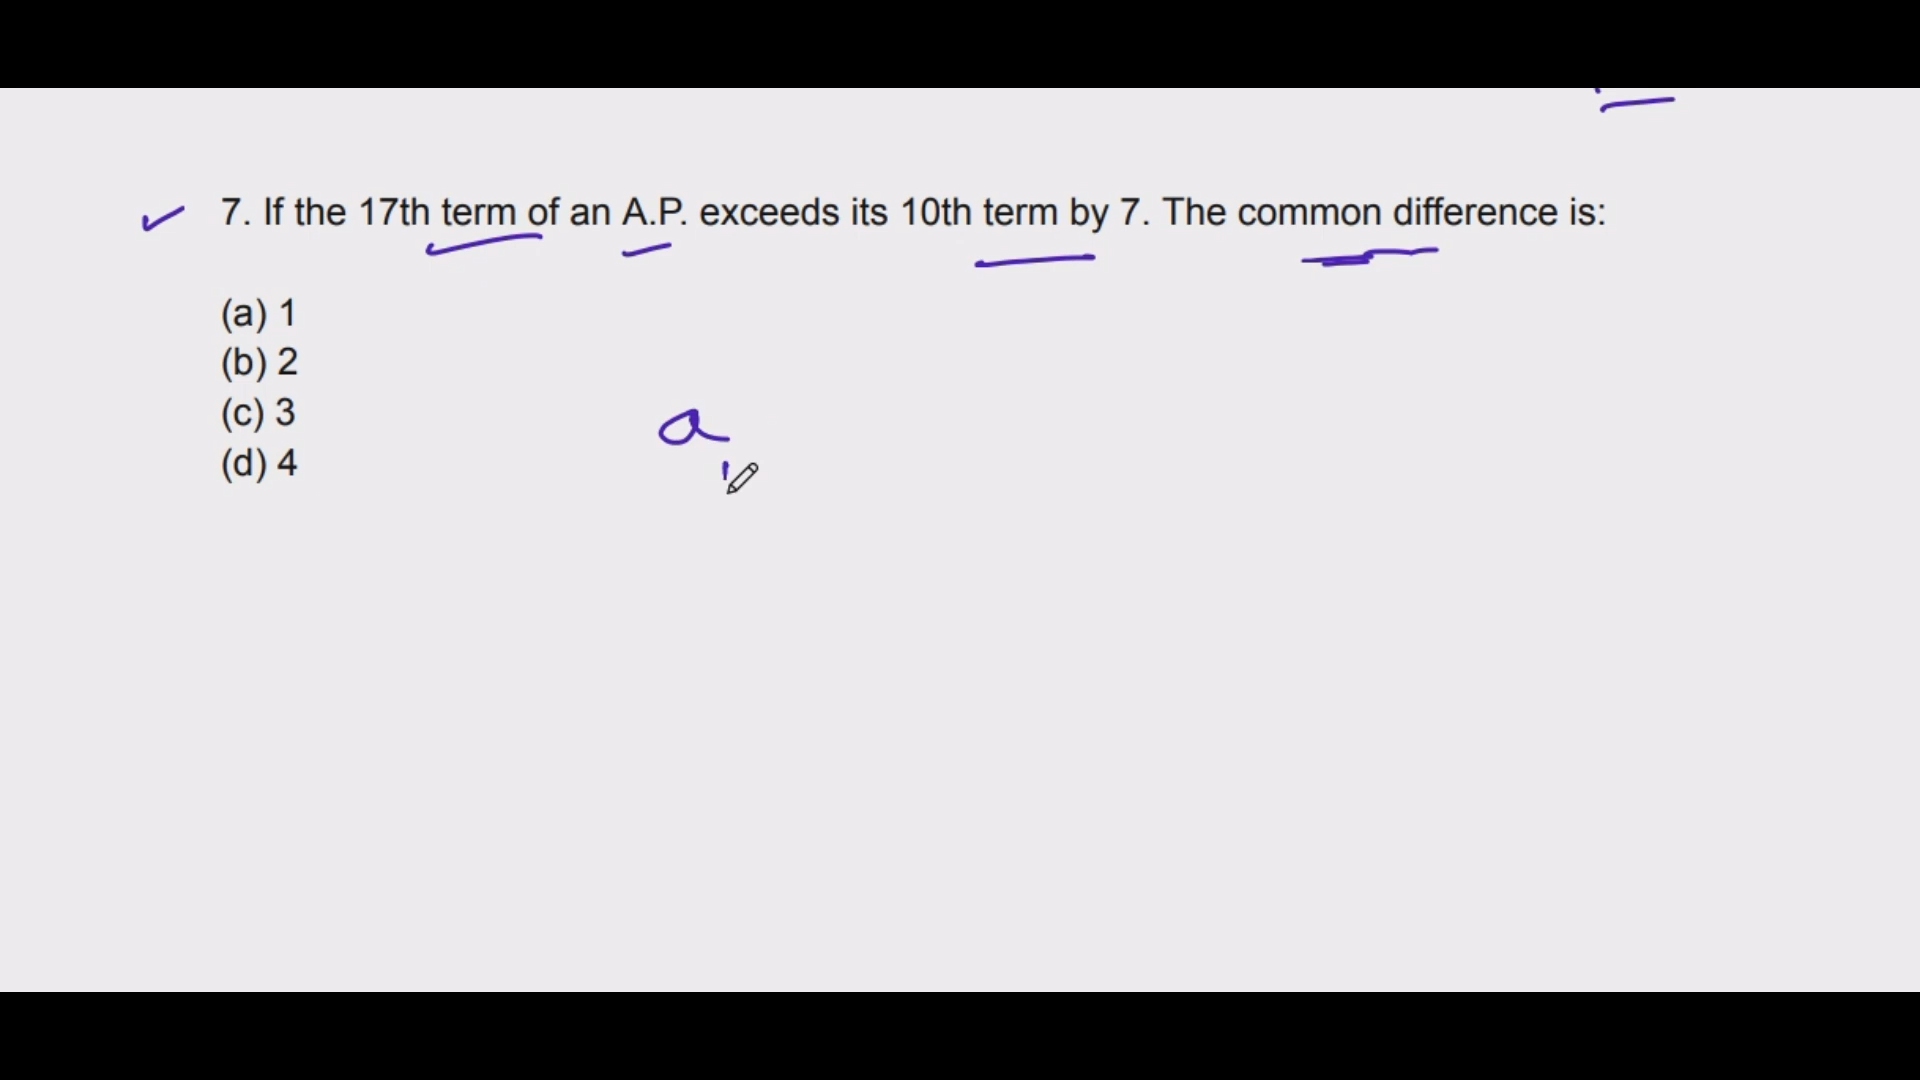 7. If the 17th term of an A.P. exceeds its 10th term by 7. The common difference is:
(a) 1
(b) 2
(c) 3
(d) 4
a